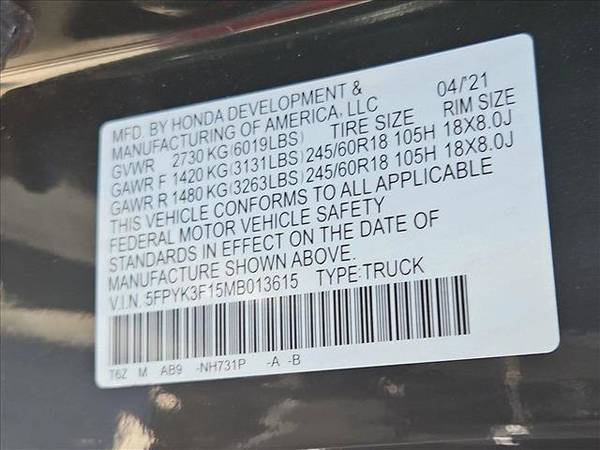 MFD. BY HONDA DEVELOPMENT & 04/'21
MANUFACTURING OF AMERICA, LLC
GVWR 2730 KG (6019LBS) TIRE SIZE RIM SIZE
GAWR F 1420 KG (3131LBS) 245/60R18 105H 18X8.0J
GAWR R 1480 KG (3263LBS) 245/60R18 105H 18X8.0J
THIS VEHICLE CONFORMS TO ALL APPLICABLE
FEDERAL MOTOR VEHICLE SAFETY
STANDARDS IN EFFECT ON THE DATE OF
MANUFACTURE SHOWN ABOVE.
V.I.N. 5FPYK3F15MB013615 TYPE:TRUCK
T6Z M AB9 -NH731P -A -B